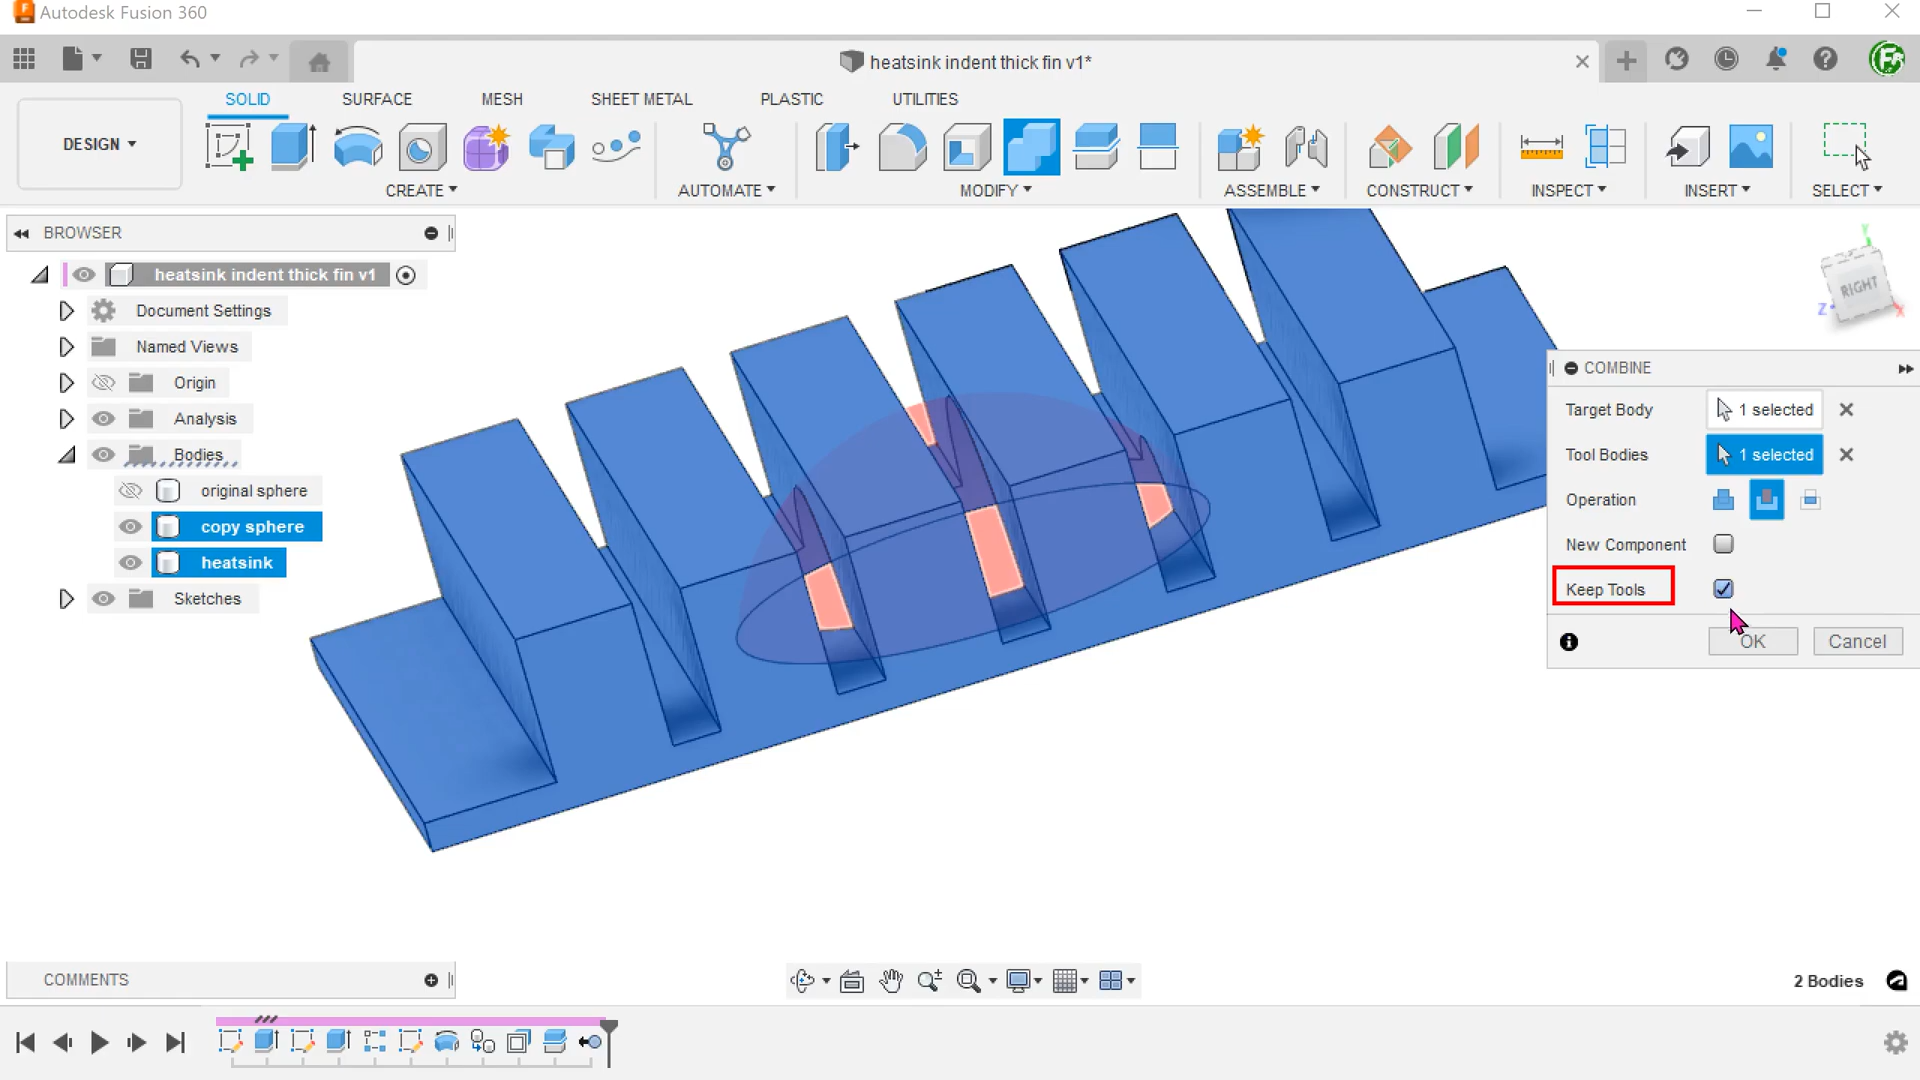 Autodesk Fusion 360
heatsink indent thick fin v1*
SOLID SURFACE MESH SHEET METAL PLASTIC UTILITIES
DESIGN
CREATE AUTOMATE MODIFY ASSEMBLE CONSTRUCT INSPECT INSERT SELECT
BROWSER
heatsink indent thick fin v1
Document Settings
Named Views
Origin
Analysis
Bodies
original sphere
copy sphere
heatsink
Sketches
Y
RIGHT
Z
X
COMBINE
Target Body 1 selected
Tool Bodies 1 selected
Operation
New Component
Keep Tools
OK Cancel
COMMENTS
2 Bodies